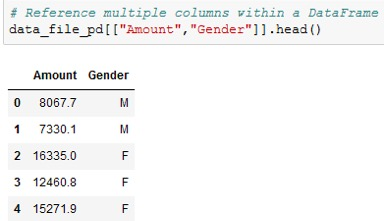 # Reference multiple columns within a DataFrame
data_file_pd[["Amount","Gender"]].head()
Amount Gender
0 8067.7 M
1 7330.1 M
2 16335.0 F
3 12460.8 F
4 15271.9 F